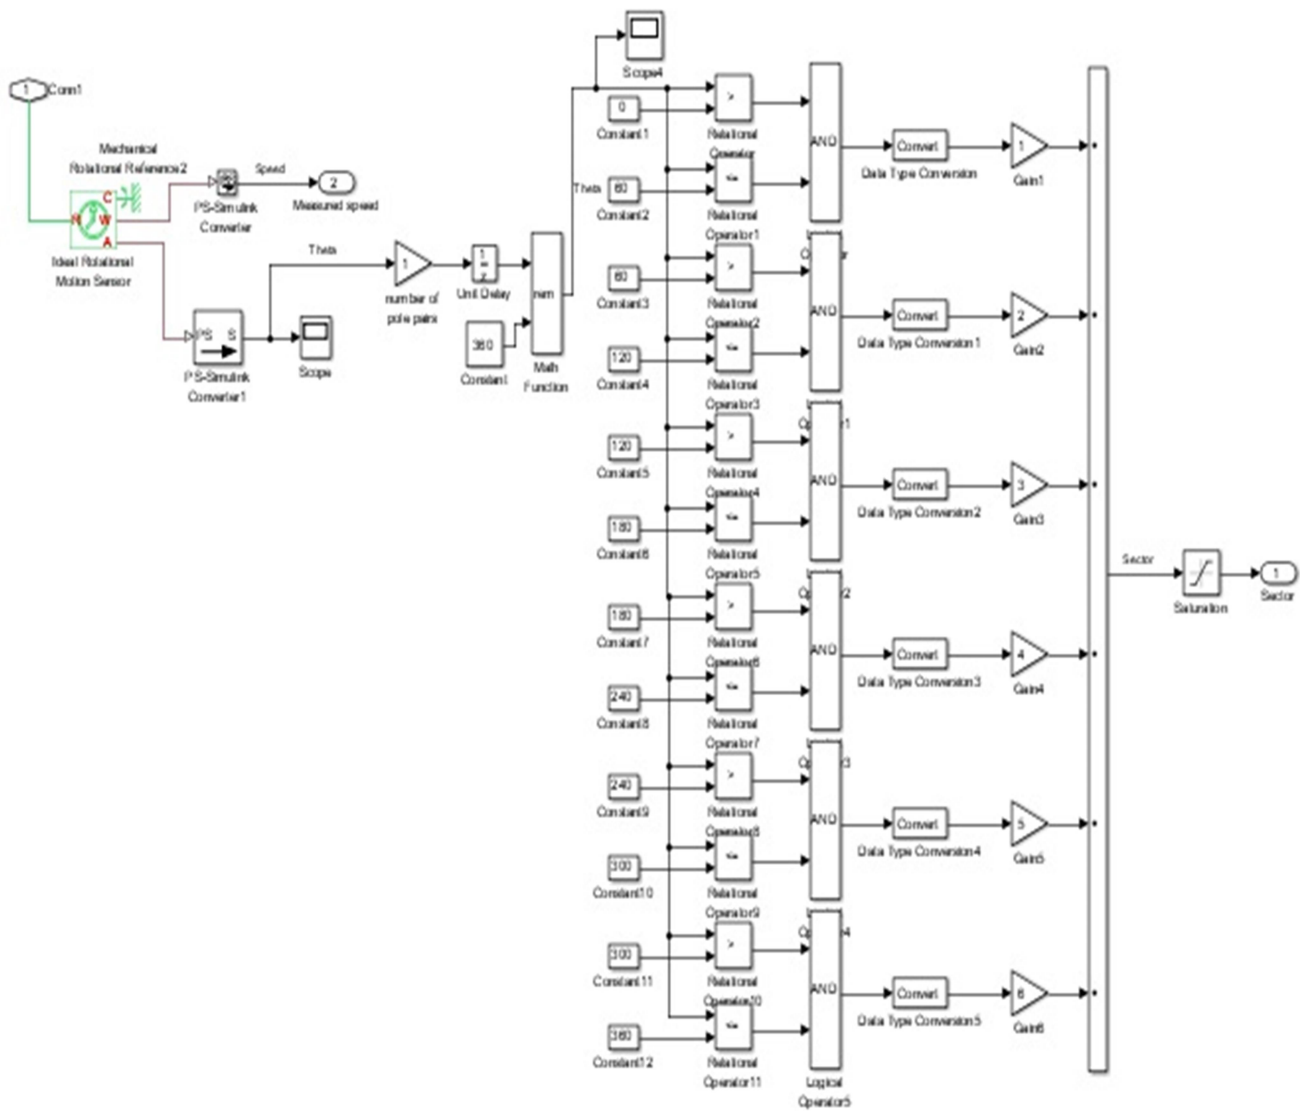 Scope4
1
Conn1
0
Constant1
>
Relational
Operator
AND
Convert
Data Type Conversion
1
Gain1
Mechanical
Rotational Reference2
C
R
W
A
Ideal Rotational
Motion Sensor
PS-Simulink
Converter
Speed
2
Measured speed
Theta
60
Constant2
<=
Relational
Operator1
Theta
1
number of
pole pairs
1
z
Unit Delay
rem
Math
Function
360
Constant
PS S
PS-Simulink
Converter1
Scope
60
Constant3
>
Relational
Operator2
AND
Convert
Data Type Conversion1
2
Gain2
120
Constant4
<=
Relational
Operator3
120
Constant5
>
Relational
Operator4
AND
Convert
Data Type Conversion2
3
Gain3
180
Constant6
<=
Relational
Operator5
180
Constant7
>
Relational
Operator6
AND
Convert
Data Type Conversion3
4
Gain4
240
Constant8
<=
Relational
Operator7
240
Constant9
>
Relational
Operator8
AND
Convert
Data Type Conversion4
5
Gain5
300
Constant10
<=
Relational
Operator9
300
Constant11
>
Relational
Operator10
AND
Convert
Data Type Conversion5
6
Gain6
360
Constant12
<=
Relational
Operator11
Logical
Operator5
Sector
Saturation
1
Sector